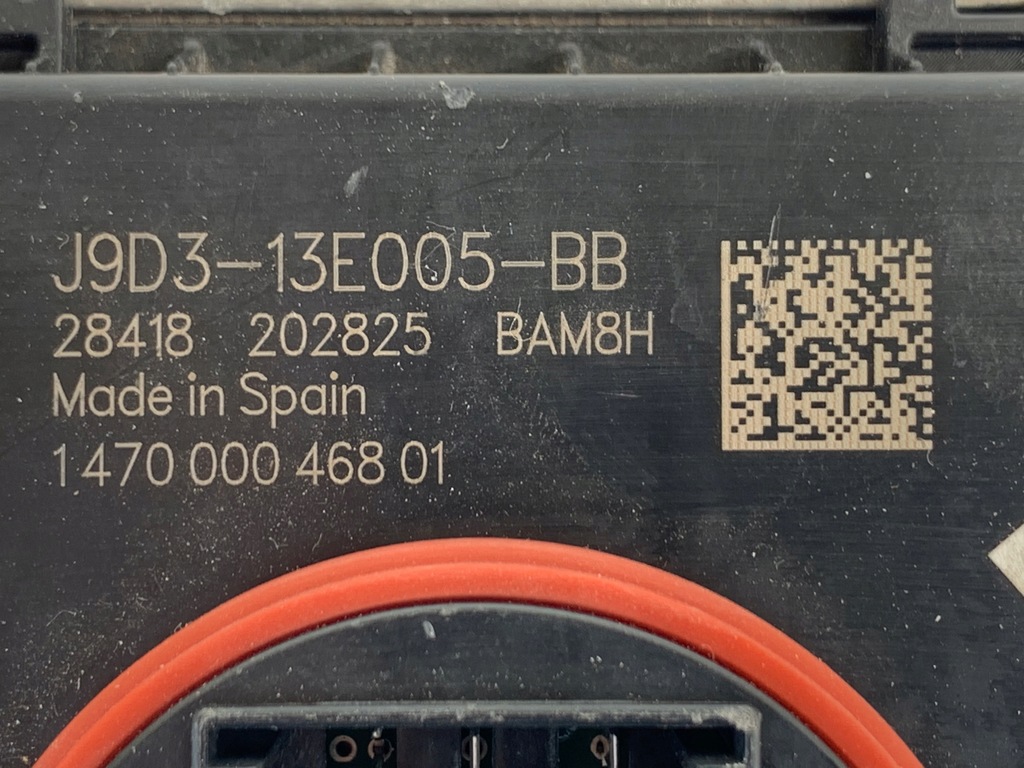 J9D3-13E005-BB
28418 202825 BAM8H
Made in Spain
1 470 000 468 01